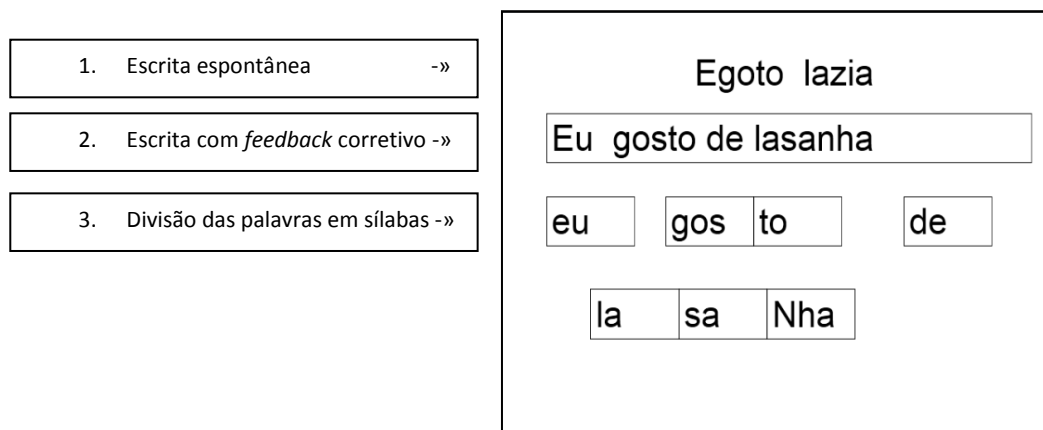 1. Escrita espontânea -»
2. Escrita com feedback corretivo -»
3. Divisão das palavras em sílabas -»
Egoto lazia
Eu gosto de lasanha
eu gos to de
la sa Nha